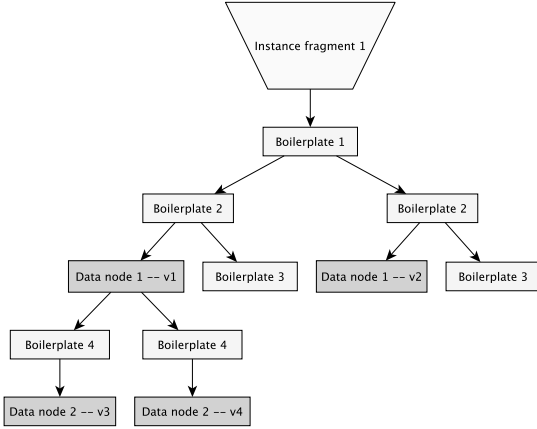 Instance fragment 1
Boilerplate 1
Boilerplate 2
Boilerplate 2
Data node 1 -- v1
Boilerplate 3
Data node 1 -- v2
Boilerplate 3
Boilerplate 4
Boilerplate 4
Data node 2 -- v3
Data node 2 -- v4